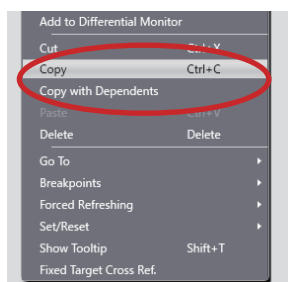 Add to Differential Monitor
Cut Ctrl+X
Copy Ctrl+C
Copy with Dependents
Paste Ctrl+V
Delete Delete
Go To
Breakpoints
Forced Refreshing
Set/Reset
Show Tooltip Shift+T
Fixed Target Cross Ref.